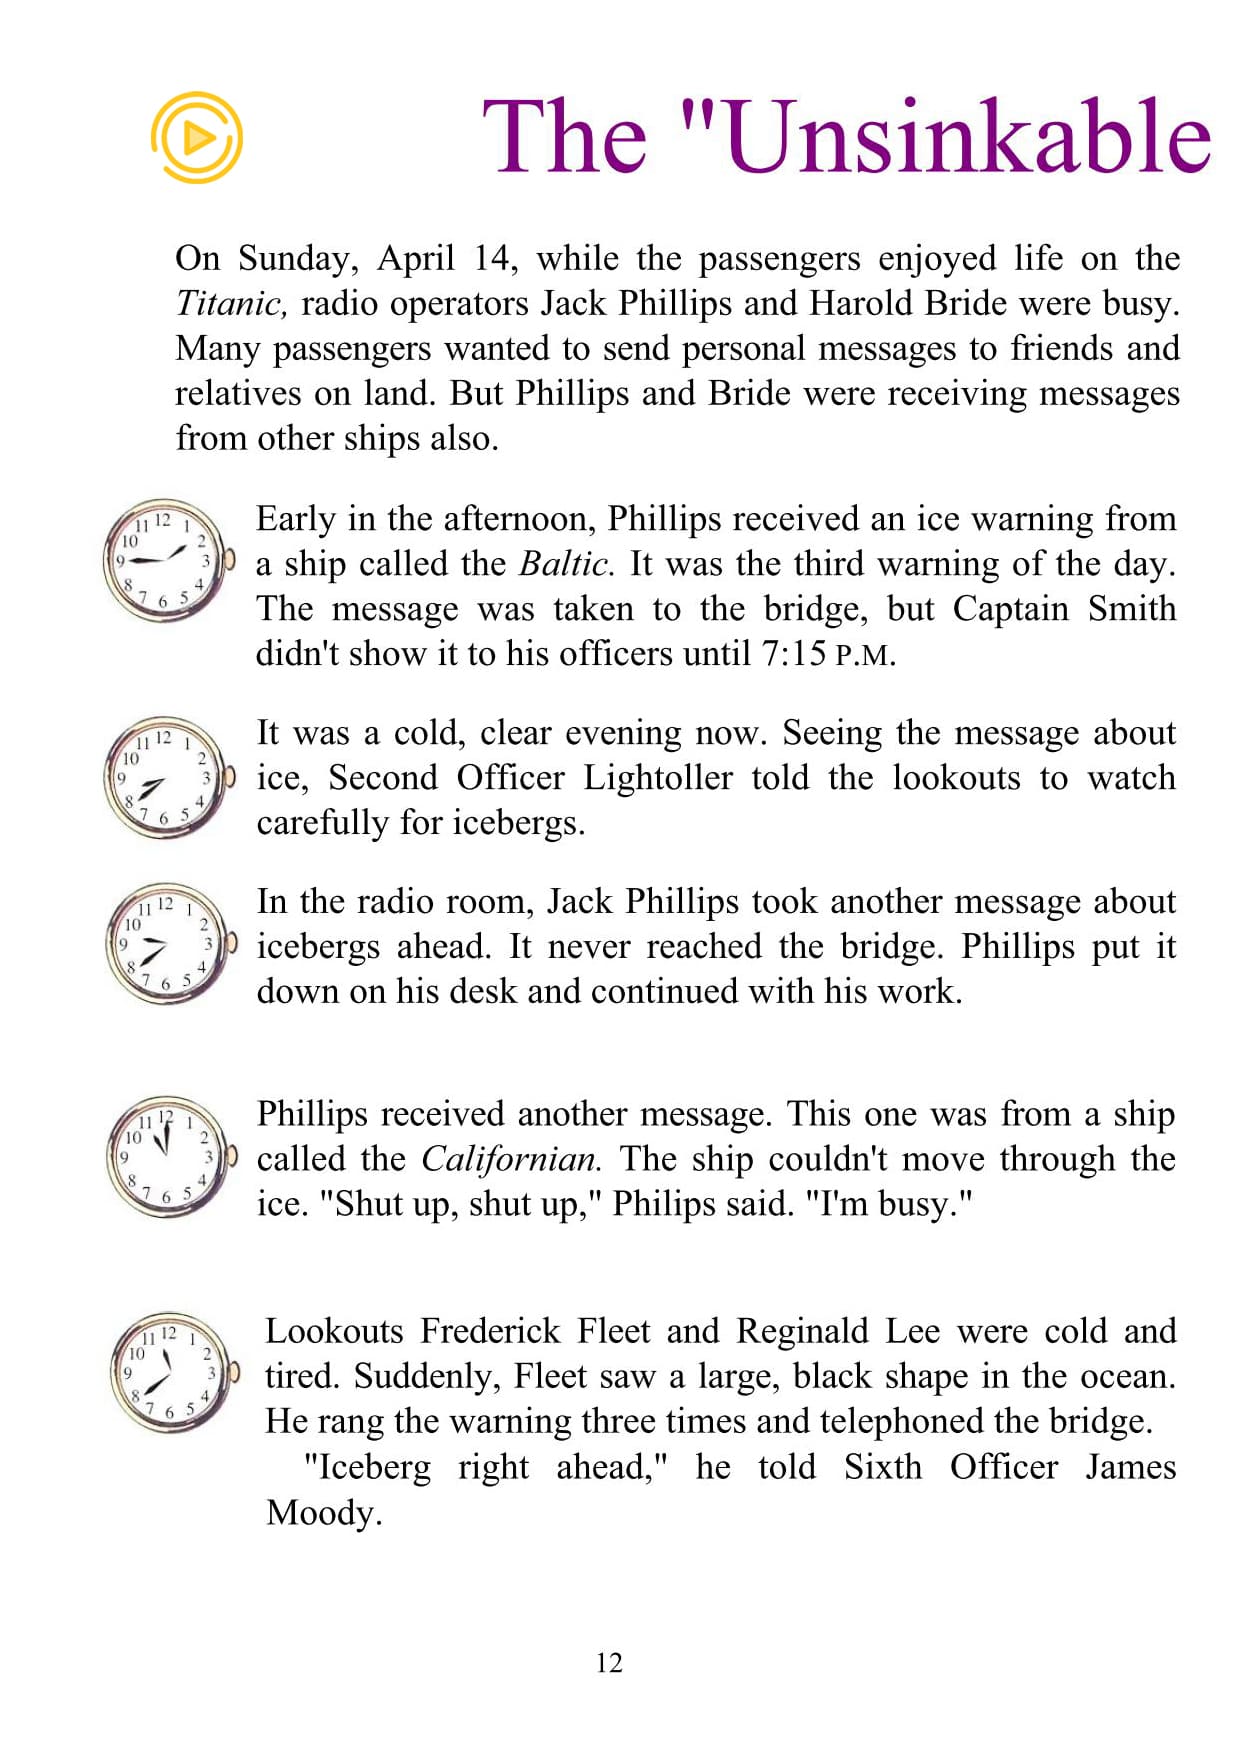 The "Unsinkable
On Sunday, April 14, while the passengers enjoyed life on the
Titanic, radio operators Jack Phillips and Harold Bride were busy.
Many passengers wanted to send personal messages to friends and
relatives on land. But Phillips and Bride were receiving messages
from other ships also.
11 12 1
10 2
9 3
8 4
7 6 5
Early in the afternoon, Phillips received an ice warning from
a ship called the Baltic. It was the third warning of the day.
The message was taken to the bridge, but Captain Smith
didn't show it to his officers until 7:15 P.M.
11 12 1
10 2
9 3
8 4
7 6 5
It was a cold, clear evening now. Seeing the message about
ice, Second Officer Lightoller told the lookouts to watch
carefully for icebergs.
11 12 1
10 2
9 3
8 4
7 6 5
In the radio room, Jack Phillips took another message about
icebergs ahead. It never reached the bridge. Phillips put it
down on his desk and continued with his work.
11 12 1
10 2
9 3
8 4
7 6 5
Phillips received another message. This one was from a ship
called the Californian. The ship couldn't move through the
ice. "Shut up, shut up," Philips said. "I'm busy."
11 12 1
10 2
9 3
8 4
7 6 5
Lookouts Frederick Fleet and Reginald Lee were cold and
tired. Suddenly, Fleet saw a large, black shape in the ocean.
He rang the warning three times and telephoned the bridge.
"Iceberg right ahead," he told Sixth Officer James
Moody.
12